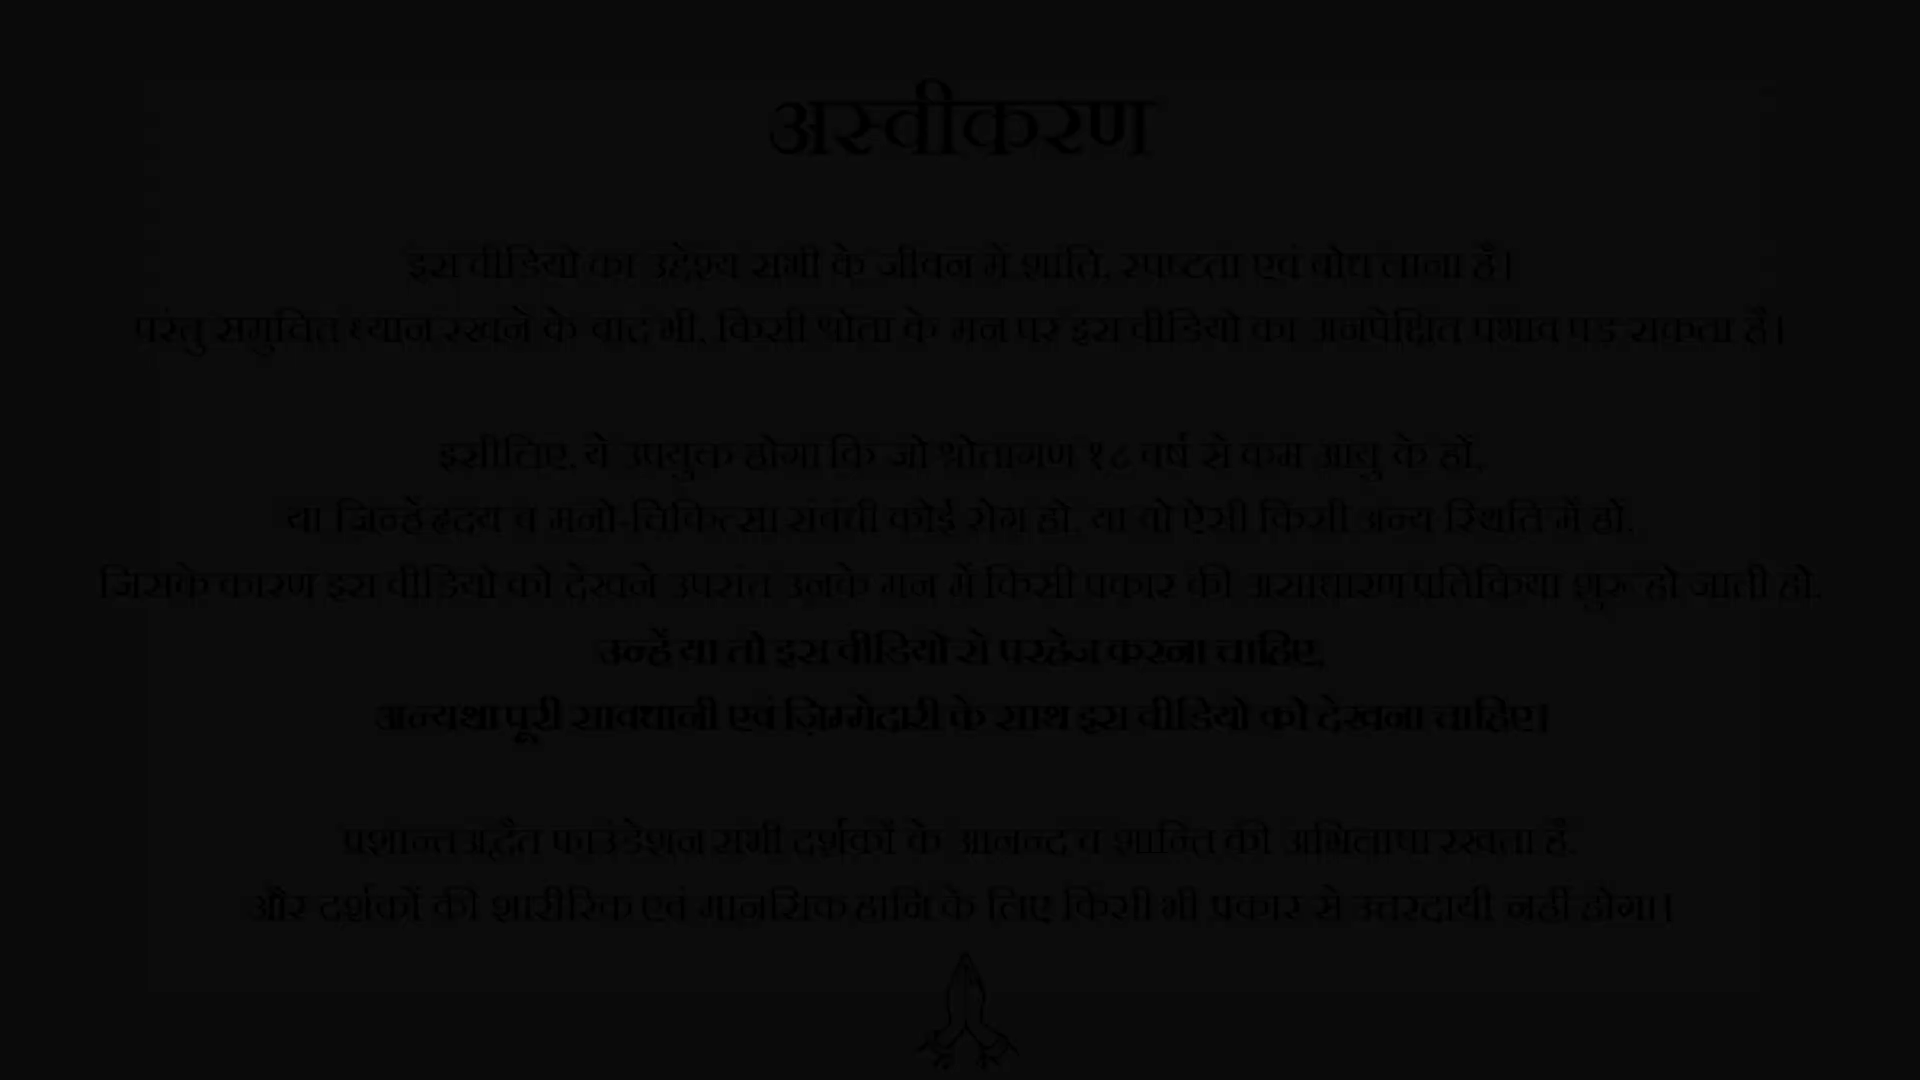 अस्वीकरण
इस वीडियो का उद्देश्य सभी के जीवन में शांति, स्पष्टता एवं बोध लाना है।
परंतु समुचित ध्यान रखने के बाद भी, किसी श्रोता के मन पर इस वीडियो का अनपेक्षित प्रभाव पड़ सकता है।
इसीलिए, ये उपयुक्त होगा कि जो श्रोतागण १८ वर्ष से कम आयु के हों,
या जिन्हें ह्रदय व मनो-चिकित्सा संबंधी कोई रोग हो, या वो ऐसी किसी अन्य स्थिति में हों,
जिसके कारण इस वीडियो को देखने उपरांत उनके मन में किसी प्रकार की असाधारण प्रतिक्रिया शुरू हो जाती हो,
उन्हें या तो इस वीडियो से परहेज करना चाहिए,
अन्यथा पूरी सावधानी एवं ज़िम्मेदारी के साथ इस वीडियो को देखना चाहिए।
प्रशान्त अद्वैत फाउंडेशन सभी दर्शकों के आनन्द व शान्ति की अभिलाषा रखता है,
और दर्शकों की शारीरिक एवं मानसिक हानि के लिए किसी भी प्रकार से उत्तरदायी नहीं होगा।